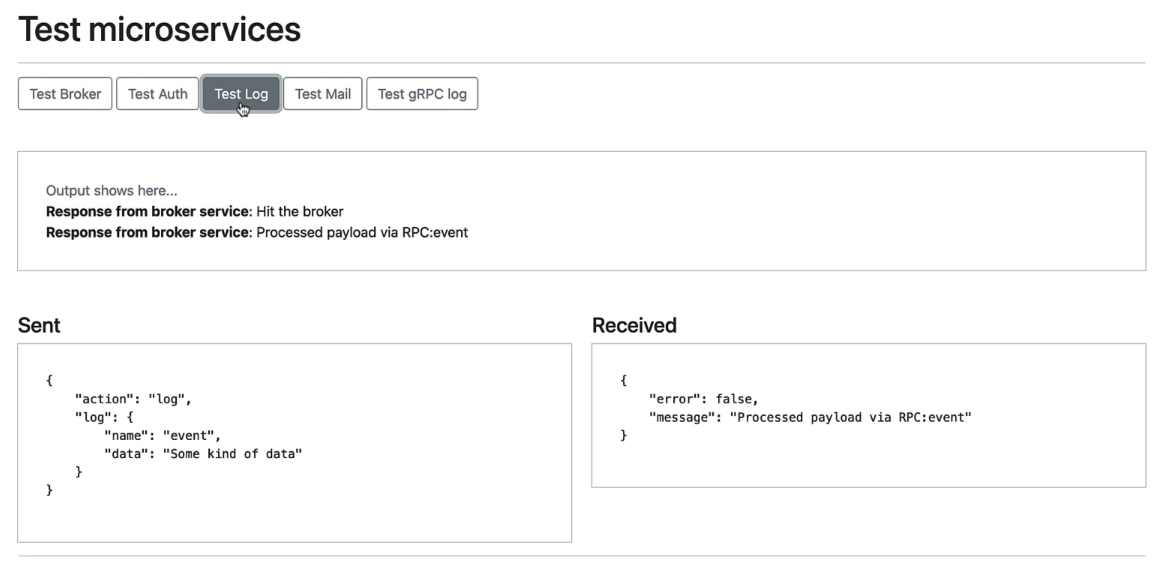 Test microservices
Test Broker Test Auth Test Log Test Mail Test gRPC log
Output shows here...
Response from broker service: Hit the broker
Response from broker service: Processed payload via RPC:event
Sent
{
    "action": "log",
    "log": {
        "name": "event",
        "data": "Some kind of data"
    }
}
Received
{
    "error": false,
    "message": "Processed payload via RPC:event"
}